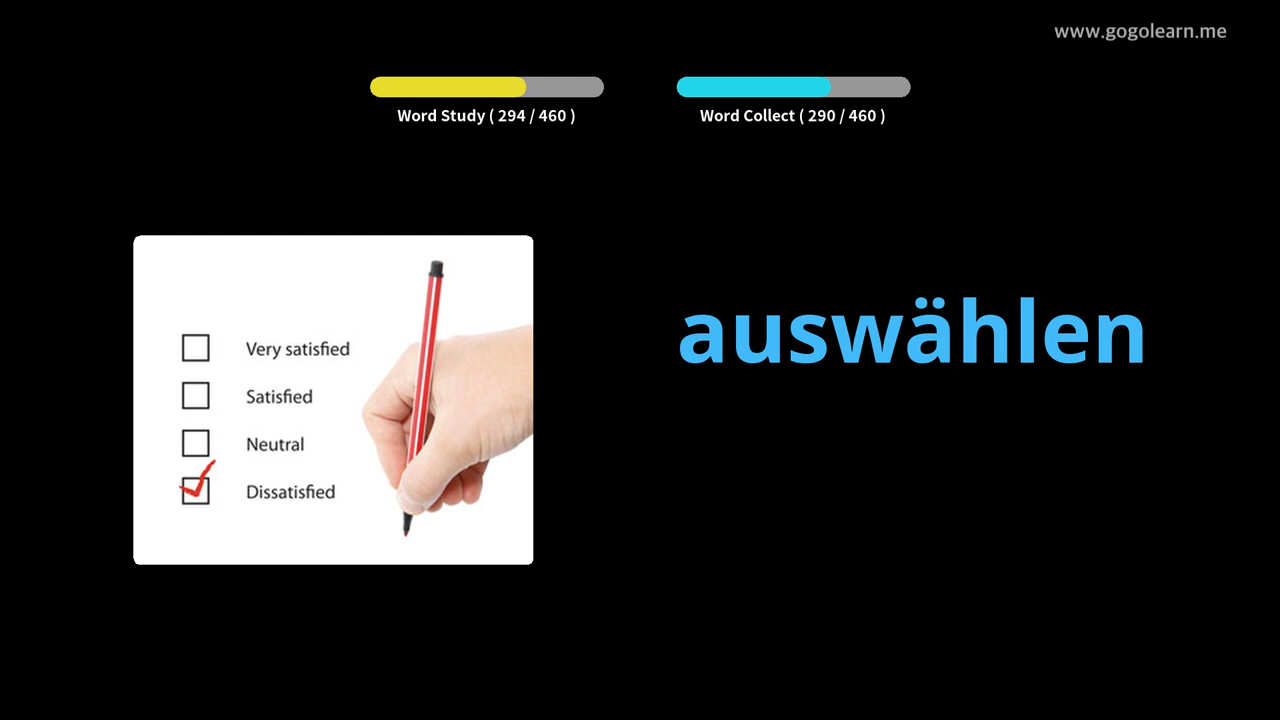 www.gogolearn.me
Word Study ( 294 / 460 )
Word Collect ( 290 / 460 )
Very satisfied
Satisfied
Neutral
Dissatisfied
auswählen